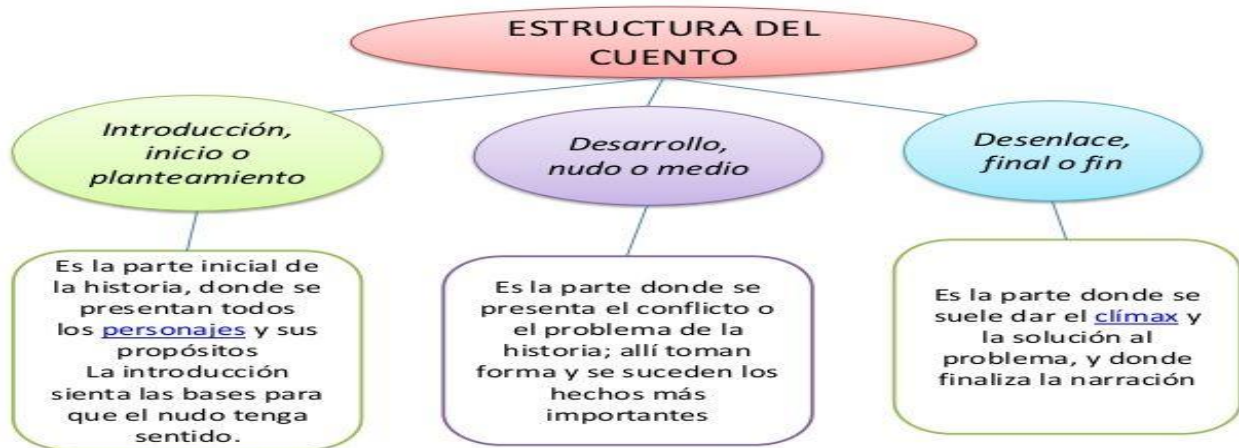 ESTRUCTURA DEL
CUENTO
Introducción,
inicio o
planteamiento
Desarrollo,
nudo o medio
Desenlace,
final o fin
Es la parte inicial de
la historia, donde se
presentan todos
los personajes y sus
propósitos
La introducción
sienta las bases para
que el nudo tenga
sentido.
Es la parte donde se
presenta el conflicto o
el problema de la
historia; allí toman
forma y se suceden los
hechos más
importantes
Es la parte donde se
suele dar el clímax y
la solución al
problema, y donde
finaliza la narración